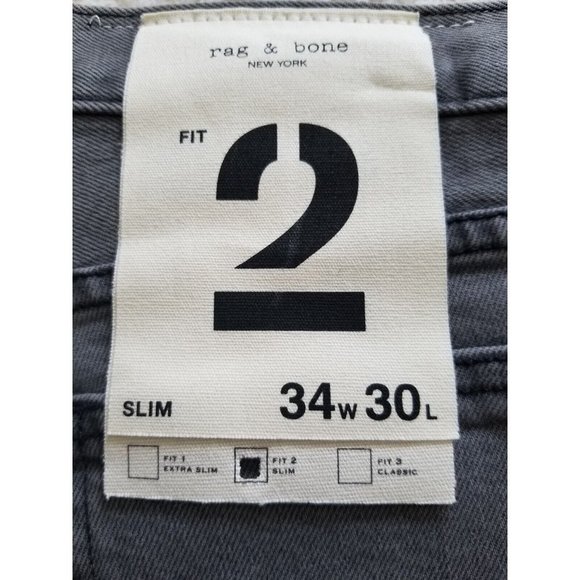 rag & bone
NEW YORK
FIT
2
SLIM 34W 30L
FIT 1 FIT 2 FIT 3
EXTRA SLIM SLIM CLASSIC